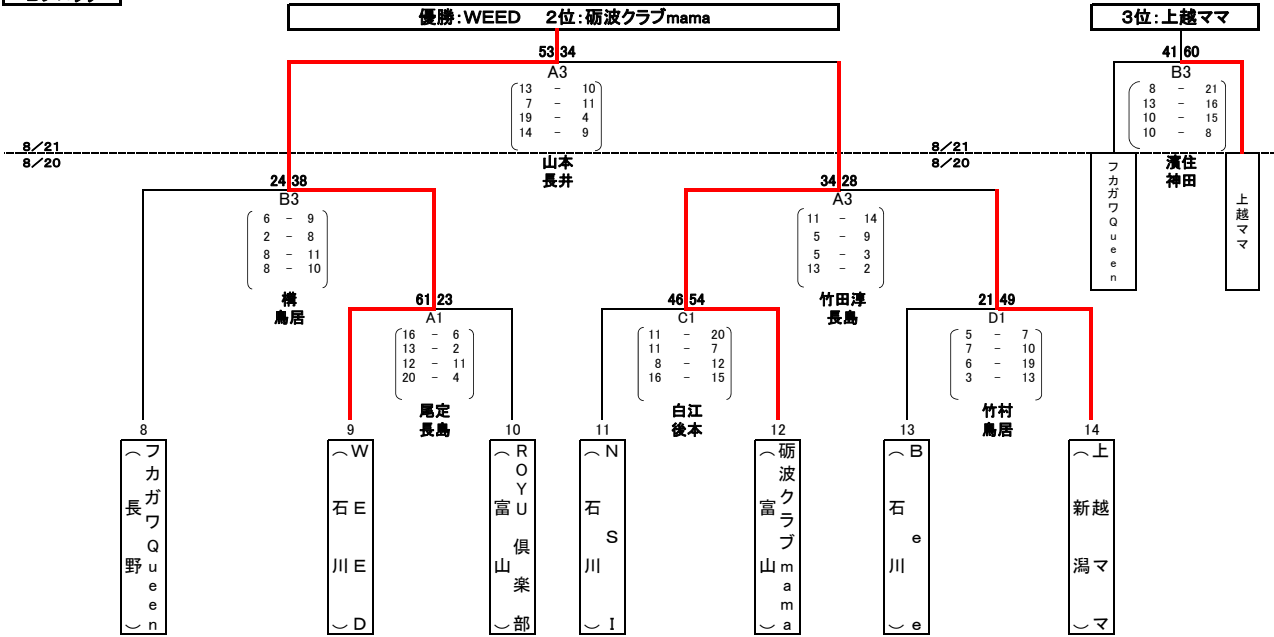 優勝:WEED 2位:砺波クラブmama
3位:上越ママ
53 34
A3
13 - 10
7 - 11
19 - 4
14 - 9
山本
長井
41 60
B3
8 - 21
13 - 16
10 - 15
10 - 8
濱住
神田
フカガワQueen
上越ママ
8/21
8/20
8/21
8/20
24 38
B3
6 - 9
2 - 8
8 - 11
8 - 10
構
鳥居
34 28
A3
11 - 14
5 - 9
5 - 3
13 - 2
竹田淳
長島
61 23
A1
16 - 6
13 - 2
12 - 11
20 - 4
尾定
長島
46 54
C1
11 - 20
11 - 7
8 - 12
16 - 15
白江
後本
21 49
D1
5 - 7
7 - 10
6 - 19
3 - 13
竹村
鳥居
8
フカガワQueen
(長野)
9
WEED
(石川)
10
ROYU倶楽部
(富山)
11
NSI
(石川)
12
砺波クラブmama
(富山)
13
Bee
(石川)
14
上越ママ
(新潟)